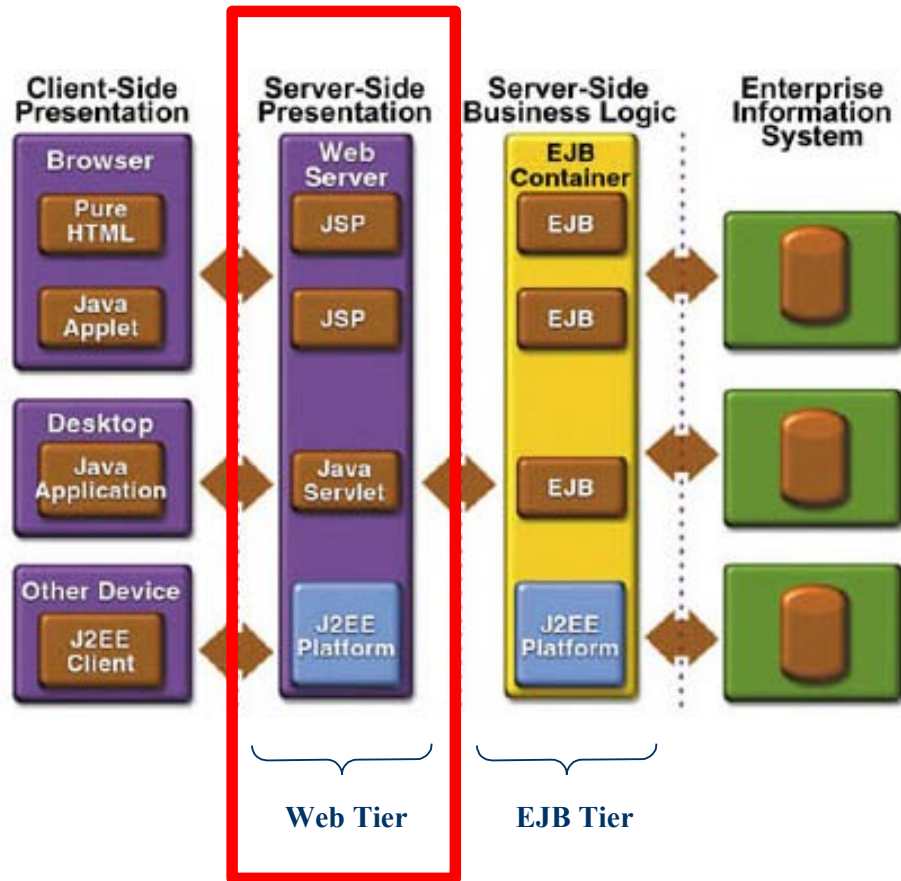 Client-Side
Presentation
Browser
Pure
HTML
Java
Applet
Desktop
Java
Application
Other Device
J2EE
Client
Server-Side
Presentation
Web
Server
JSP
JSP
Java
Servlet
J2EE
Platform
Web Tier
Server-Side
Business Logic
EJB
Container
EJB
EJB
EJB
J2EE
Platform
EJB Tier
Enterprise
Information
System